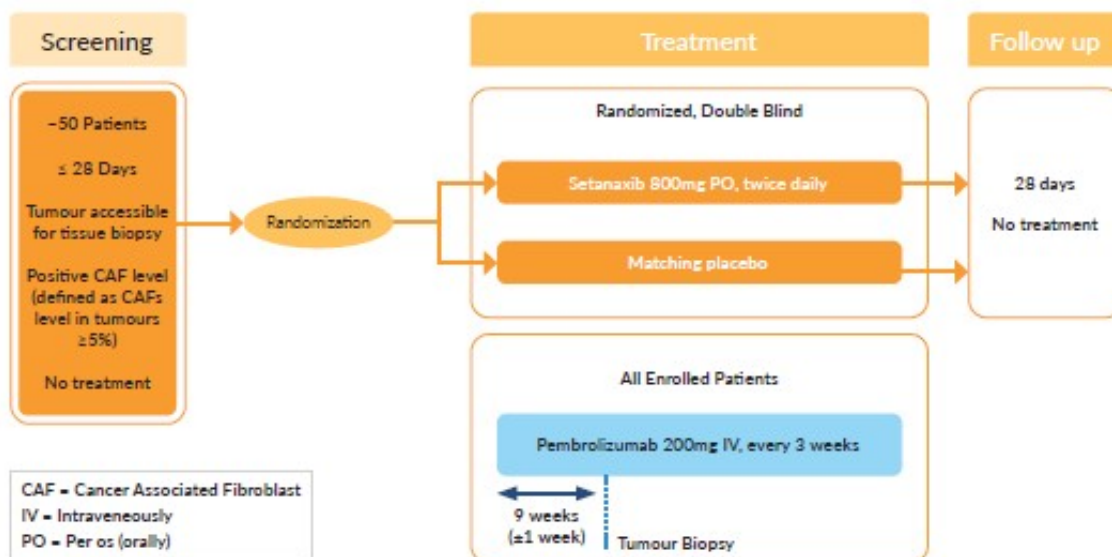 Screening
Treatment
Follow up
~50 Patients
≤ 28 Days
Tumour accessible
for tissue biopsy
Positive CAF level
(defined as CAFs
level in tumours
≥5%)
No treatment
Randomization
Randomized, Double Blind
Setanaxib 800mg PO, twice daily
Matching placebo
28 days
No treatment
All Enrolled Patients
Pembrolizumab 200mg IV, every 3 weeks
9 weeks
(±1 week)
Tumour Biopsy
CAF = Cancer Associated Fibroblast
IV = Intraveneously
PO = Per os (orally)